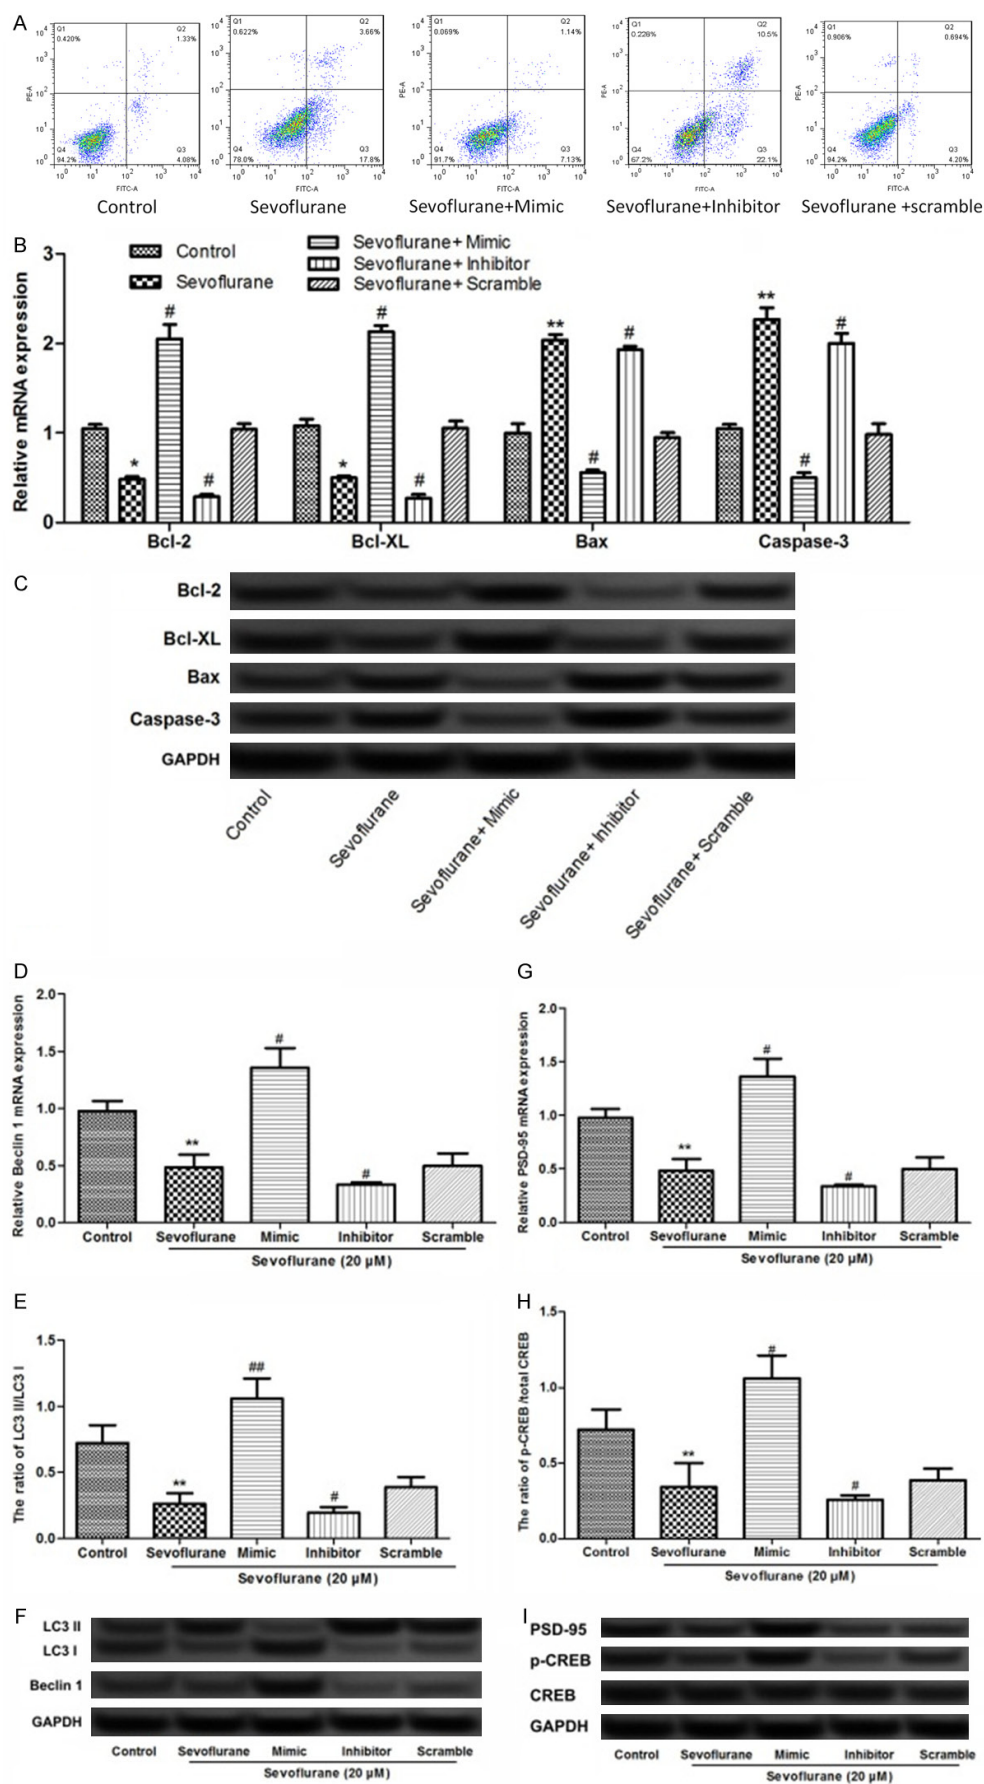 A
Q1
0.420%
Q2
1.33%
Q4
94.2%
Q3
4.08%
PE-A
FITC-A
Control
Q1
0.622%
Q2
3.66%
Q4
78.0%
Q3
17.8%
PE-A
FITC-A
Sevoflurane
Q1
0.069%
Q2
1.14%
Q4
91.7%
Q3
7.13%
PE-A
FITC-A
Sevoflurane+Mimic
Q1
0.228%
Q2
10.5%
Q4
67.2%
Q3
22.1%
PE-A
FITC-A
Sevoflurane+Inhibitor
Q1
0.906%
Q2
0.694%
Q4
94.2%
Q3
4.20%
PE-A
FITC-A
Sevoflurane +scramble
B
Control
Sevoflurane
Sevoflurane+ Mimic
Sevoflurane+ Inhibitor
Sevoflurane+ Scramble
Relative mRNA expression
3
2
1
0
* # # * # # ** # # ** # #
Bcl-2 Bcl-XL Bax Caspase-3
C
Bcl-2
Bcl-XL
Bax
Caspase-3
GAPDH
Control
Sevoflurane
Sevoflurane+ Mimic
Sevoflurane+ Inhibitor
Sevoflurane+ Scramble
D
Relative Beclin 1 mRNA expression
2.0
1.5
1.0
0.5
0.0
** # #
Control Sevoflurane Mimic Inhibitor Scramble
Sevoflurane (20 µM)
G
Relative PSD-95 mRNA expression
2.0
1.5
1.0
0.5
0.0
** # #
Control Sevoflurane Mimic Inhibitor Scramble
Sevoflurane (20 µM)
E
The ratio of LC3 II/LC3 I
1.5
1.0
0.5
0.0
** ## #
Control Sevoflurane Mimic Inhibitor Scramble
Sevoflurane (20 µM)
H
The ratio of p-CREB /total CREB
1.5
1.0
0.5
0.0
** # #
Control Sevoflurane Mimic Inhibitor Scramble
Sevoflurane (20 µM)
F
LC3 II
LC3 I
Beclin 1
GAPDH
Control Sevoflurane Mimic Inhibitor Scramble
Sevoflurane (20 µM)
I
PSD-95
p-CREB
CREB
GAPDH
Control Sevoflurane Mimic Inhibitor Scramble
Sevoflurane (20 µM)